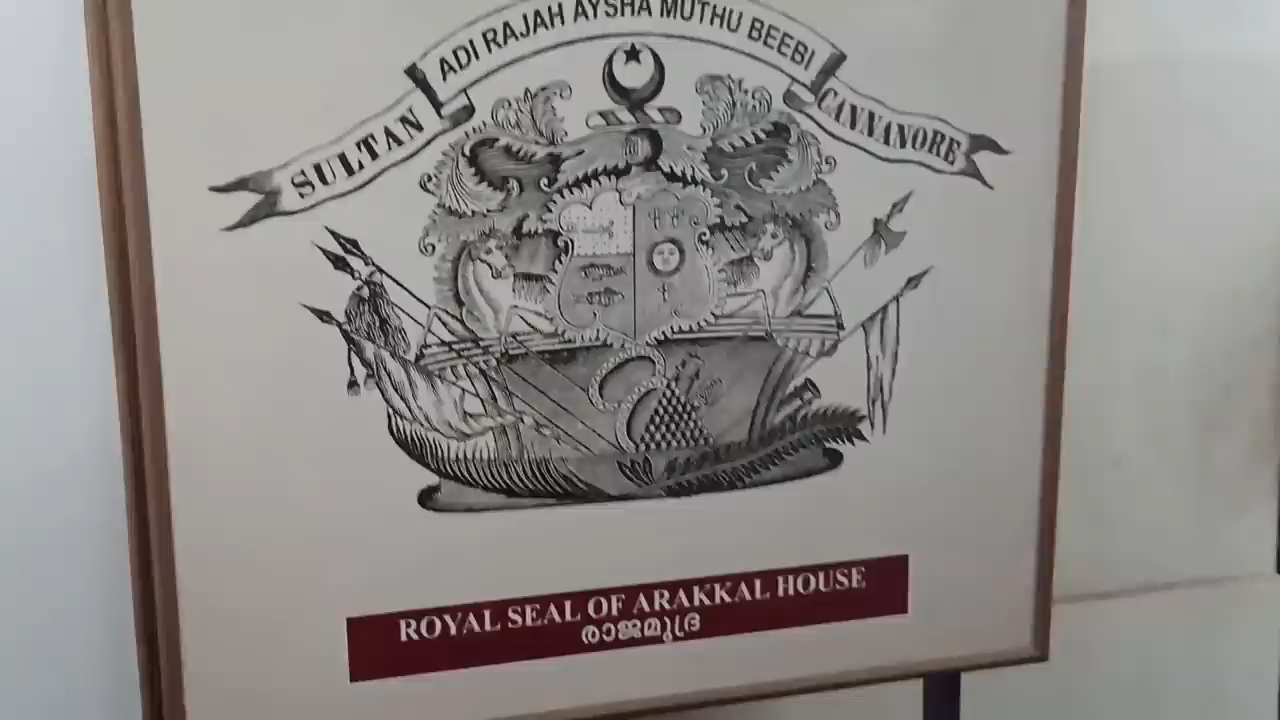 SULTAN ADI RAJAH AYSHA MUTHU BEEBI CANNANORE
ROYAL SEAL OF ARAKKAL HOUSE
രാജമുദ്ര